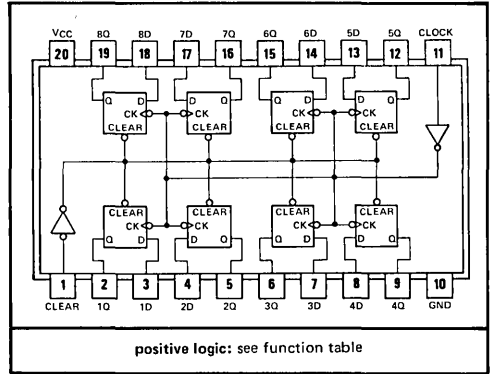 VCC 8Q 8D 7D 7Q 6Q 6D 5D 5Q CLOCK
20 19 18 17 16 15 14 13 12 11
Q D D Q Q D D Q
CK CK CK CK
CLEAR CLEAR CLEAR CLEAR
CLEAR CLEAR CLEAR CLEAR
CK CK CK CK
Q D D Q Q D D Q
1 2 3 4 5 6 7 8 9 10
CLEAR 1Q 1D 2D 2Q 3Q 3D 4D 4Q GND
positive logic: see function table